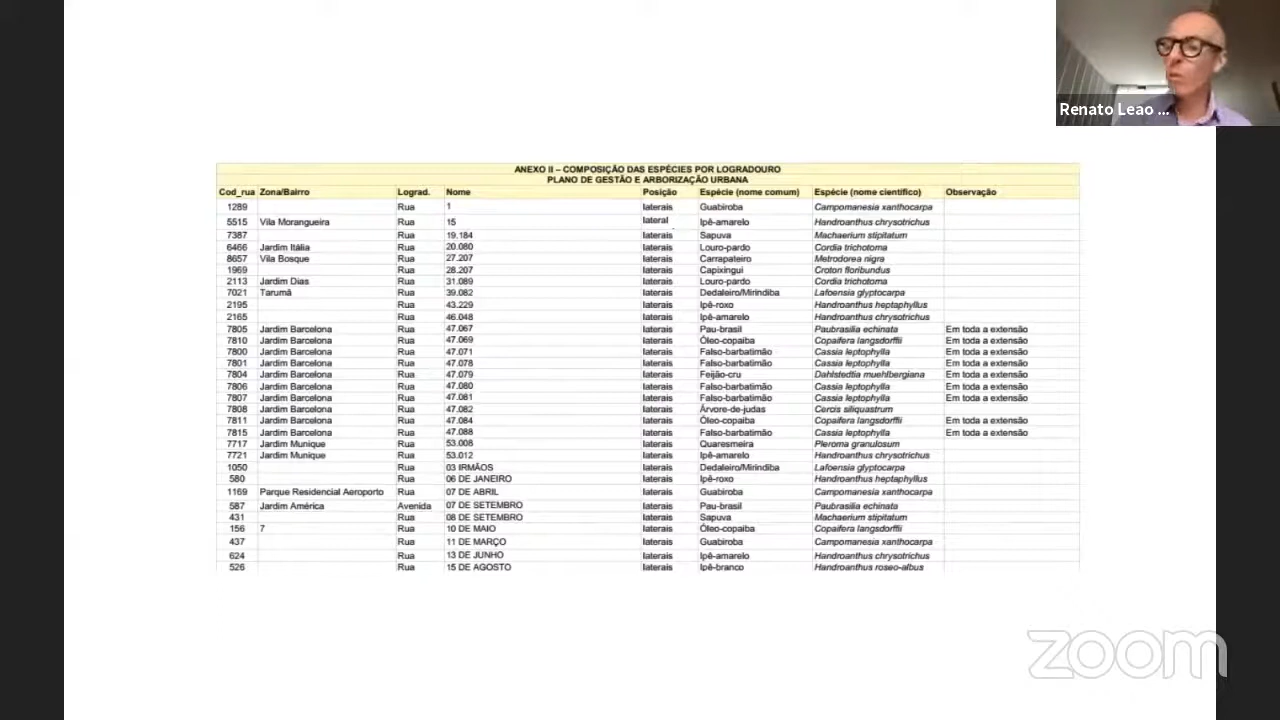 Renato Leao ...
ANEXO II – COMPOSIÇÃO DAS ESPÉCIES POR LOGRADOURO
PLANO DE GESTÃO E ARBORIZAÇÃO URBANA
Cod_rua Zona/Bairro Lograd. Nome Posição Espécie (nome comum) Espécie (nome científico) Observação
1289 Rua 1 laterais Guabiroba Campomanesia xanthocarpa
5515 Vila Morangueira Rua 15 lateral Ipê-amarelo Handroanthus chrysotrichus
7387 Rua 19.184 laterais Sapuva Machaerium stipitatum
6466 Jardim Itália Rua 20.080 laterais Louro-pardo Cordia trichotoma
8657 Vila Bosque Rua 27.207 laterais Carrapateiro Metrodorea nigra
1969 Rua 28.207 laterais Capixingui Croton floribundus
2113 Jardim Dias Rua 31.089 laterais Louro-pardo Cordia trichotoma
7021 Tarumã Rua 39.082 laterais Dedaleiro/Mirindiba Lafoensia glyptocarpa
2195 Rua 43.229 laterais Ipê-roxo Handroanthus heptaphyllus
2165 Rua 46.048 laterais Ipê-amarelo Handroanthus chrysotrichus
7805 Jardim Barcelona Rua 47.067 laterais Pau-brasil Paubrasilia echinata Em toda a extensão
7810 Jardim Barcelona Rua 47.069 laterais Óleo-copaiba Copaifera langsdorffii Em toda a extensão
7800 Jardim Barcelona Rua 47.071 laterais Falso-barbatimão Cassia leptophylla Em toda a extensão
7801 Jardim Barcelona Rua 47.078 laterais Falso-barbatimão Cassia leptophylla Em toda a extensão
7804 Jardim Barcelona Rua 47.079 laterais Feijão-cru Dahlstedtia muehlbergiana Em toda a extensão
7806 Jardim Barcelona Rua 47.080 laterais Falso-barbatimão Cassia leptophylla Em toda a extensão
7807 Jardim Barcelona Rua 47.081 laterais Falso-barbatimão Cassia leptophylla Em toda a extensão
7808 Jardim Barcelona Rua 47.082 laterais Árvore-de-judas Cercis siliquastrum
7811 Jardim Barcelona Rua 47.084 laterais Óleo-copaiba Copaifera langsdorffii Em toda a extensão
7815 Jardim Barcelona Rua 47.088 laterais Falso-barbatimão Cassia leptophylla Em toda a extensão
7717 Jardim Munique Rua 53.008 laterais Quaresmeira Pleroma granulosum
7721 Jardim Munique Rua 53.012 laterais Ipê-amarelo Handroanthus chrysotrichus
1050 Rua 03 IRMÃOS laterais Dedaleiro/Mirindiba Lafoensia glyptocarpa
580 Rua 06 DE JANEIRO laterais Ipê-roxo Handroanthus heptaphyllus
1169 Parque Residencial Aeroporto Rua 07 DE ABRIL laterais Guabiroba Campomanesia xanthocarpa
587 Jardim América Avenida 07 DE SETEMBRO laterais Pau-brasil Paubrasilia echinata
431 Rua 08 DE SETEMBRO laterais Sapuva Machaerium stipitatum
156 7 Rua 10 DE MAIO laterais Óleo-copaiba Copaifera langsdorffii
437 Rua 11 DE MARÇO laterais Guabiroba Campomanesia xanthocarpa
624 Rua 13 DE JUNHO laterais Ipê-amarelo Handroanthus chrysotrichus
526 Rua 15 DE AGOSTO laterais Ipê-branco Handroanthus roseo-albus
zoom